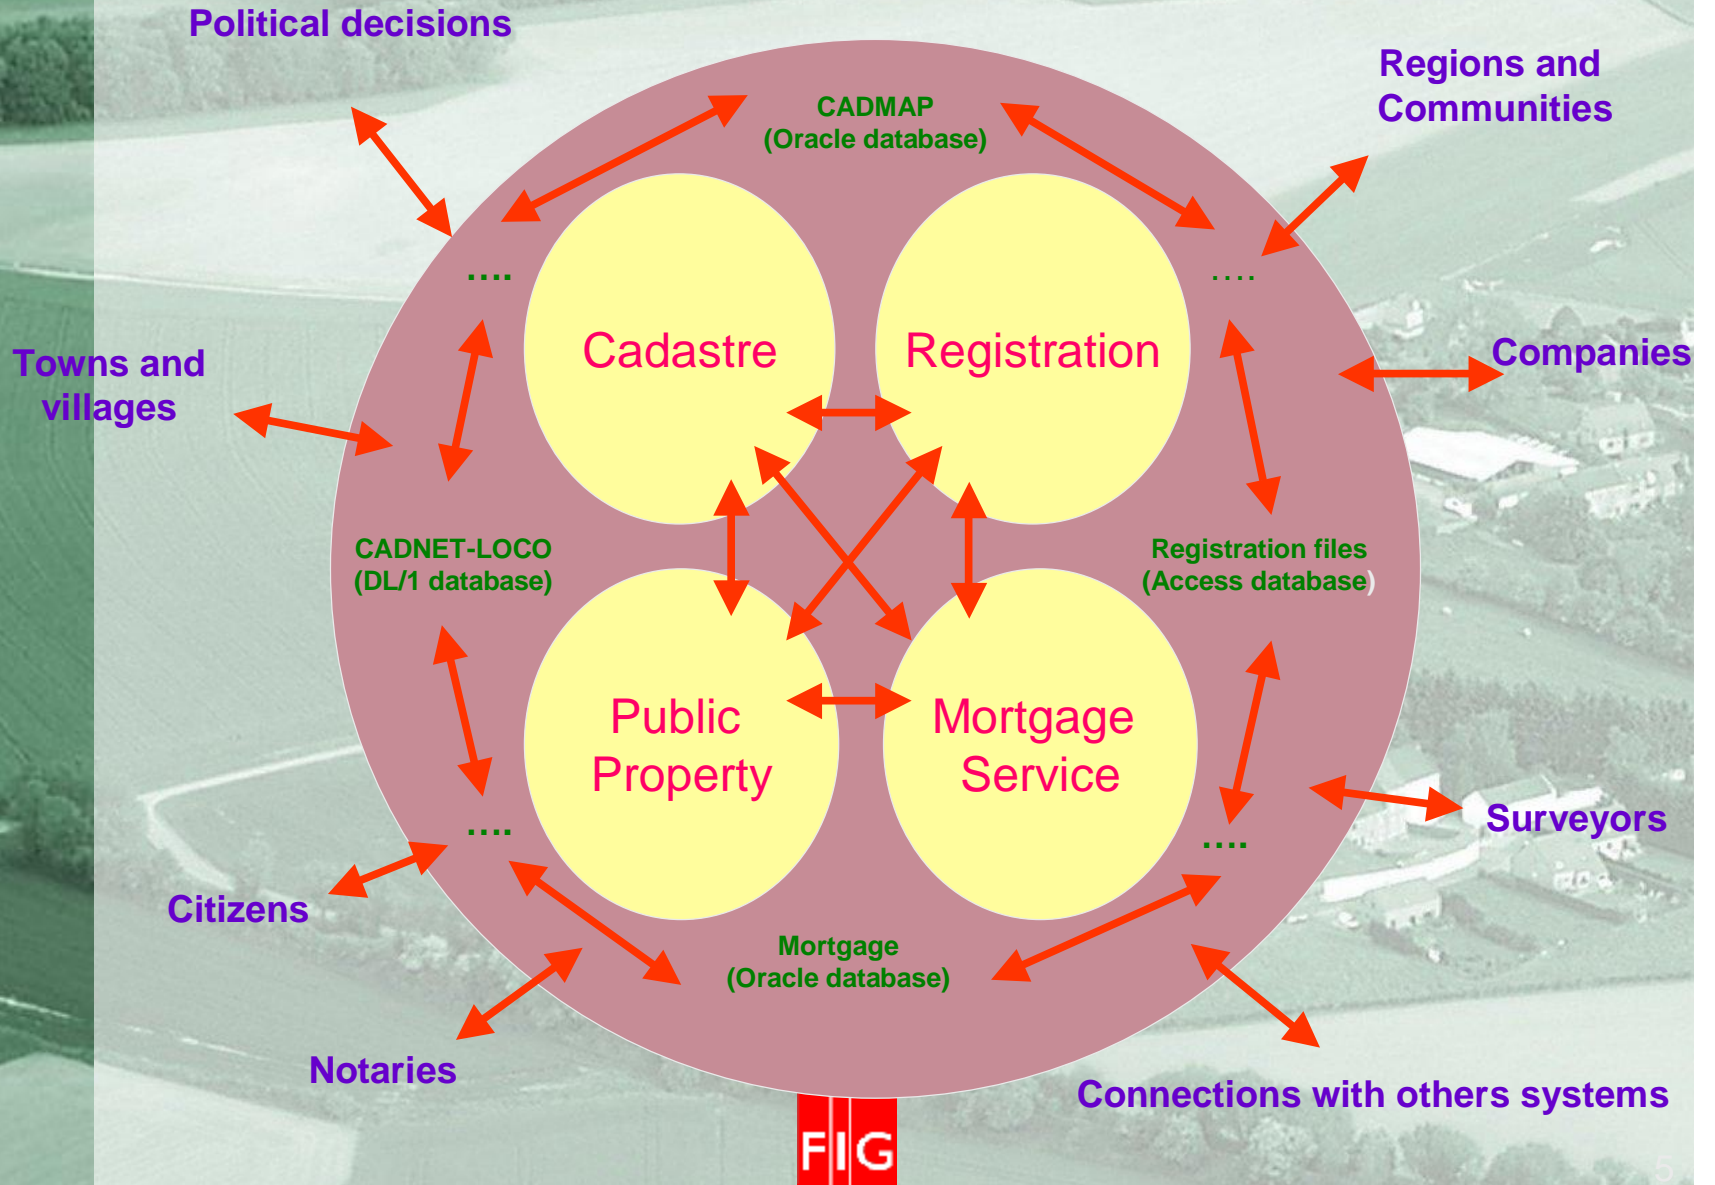 Political decisions
Regions and
Communities
CADMAP
(Oracle database)
....
....
Cadastre
Registration
Towns and
villages
Companies
CADNET-LOCO
(DL/1 database)
Registration files
(Access database)
Public
Property
Mortgage
Service
....
....
Surveyors
Citizens
Mortgage
(Oracle database)
Notaries
Connections with others systems
FIG
5